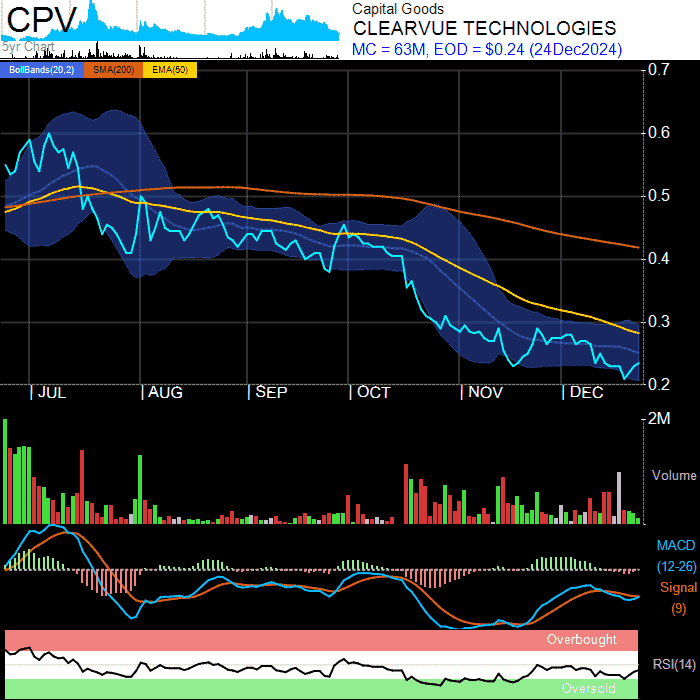 CPV
5yr Chart
Capital Goods
CLEARVUE TECHNOLOGIES
MC = 63M, EOD = $0.24 (24Dec2024)
BollBands(20,2) SMA(200) EMA(50)
0.7
0.6
0.5
0.4
0.3
0.2
| JUL | AUG | SEP | OCT | NOV | DEC
2M
Volume
MACD
(12-26)
Signal
(9)
Overbought
RSI(14)
Oversold